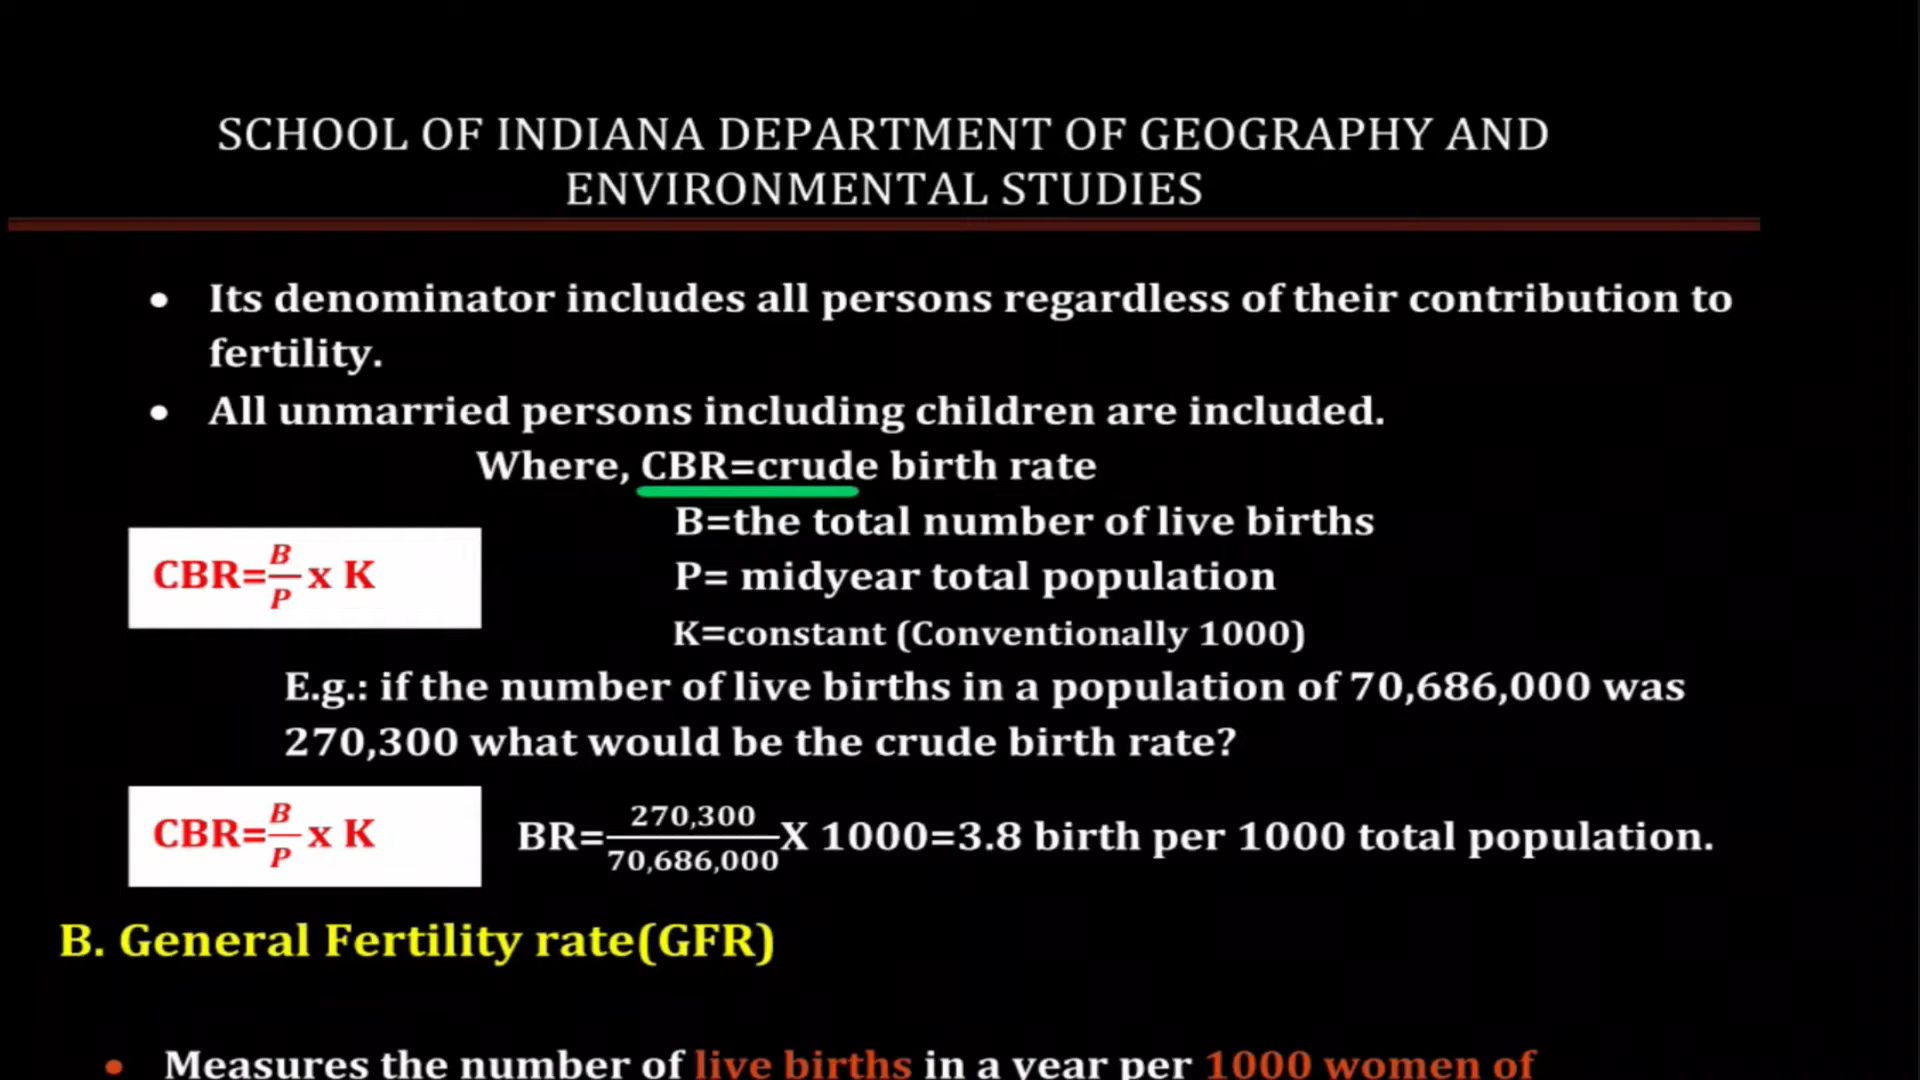 SCHOOL OF INDIANA DEPARTMENT OF GEOGRAPHY AND
ENVIRONMENTAL STUDIES
• Its denominator includes all persons regardless of their contribution to
fertility.
• All unmarried persons including children are included.
Where, CBR=crude birth rate
B=the total number of live births
CBR=B/P x K
P= midyear total population
K=constant (Conventionally 1000)
E.g.: if the number of live births in a population of 70,686,000 was
270,300 what would be the crude birth rate?
CBR=B/P x K
BR=270,300/70,686,000 X 1000=3.8 birth per 1000 total population.
B. General Fertility rate(GFR)
• Measures the number of live births in a year per 1000 women of